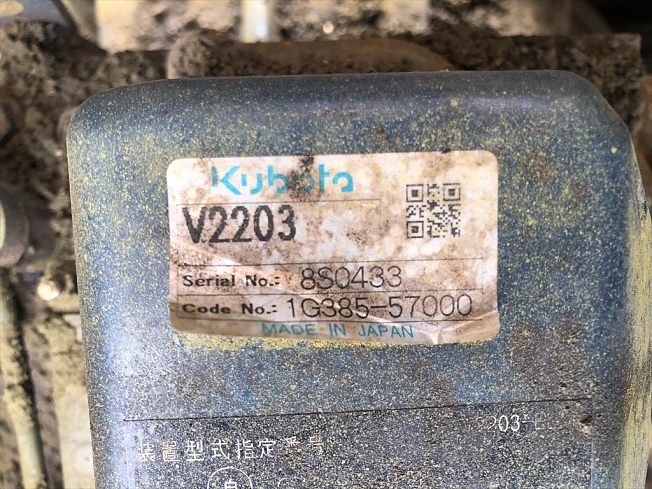 Kubota
V2203
Serial No.: 8S0433
Code No.: 1G385-57000
MADE IN JAPAN
203-E
装置型式指定番号